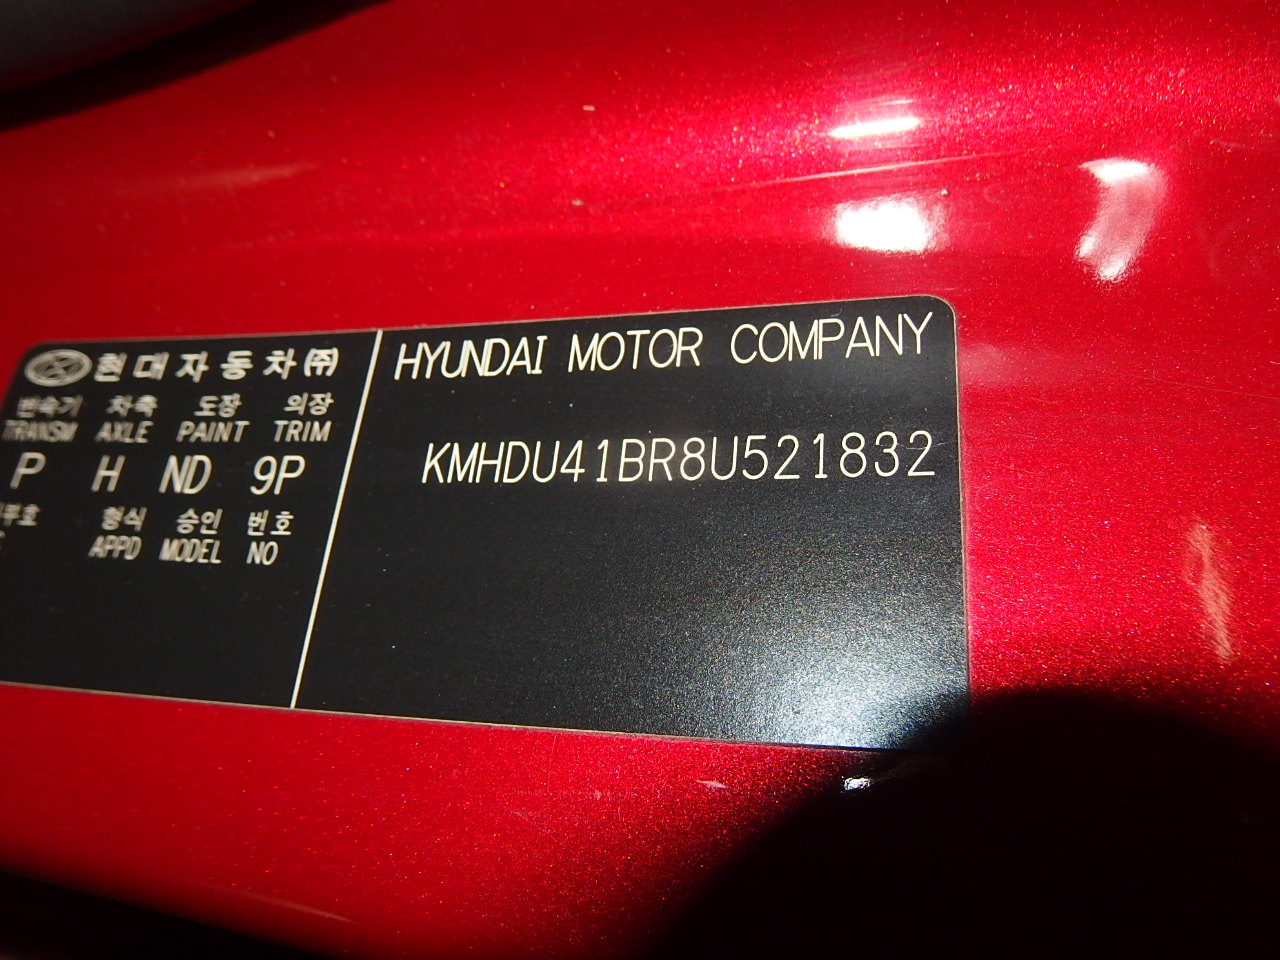 현대자동차㈜
변속기 차축 도장 의장
TRANSM AXLE PAINT TRIM
P H ND 9P
형식 승인 번호
APPD MODEL NO
HYUNDAI MOTOR COMPANY
KMHDU41BR8U521832